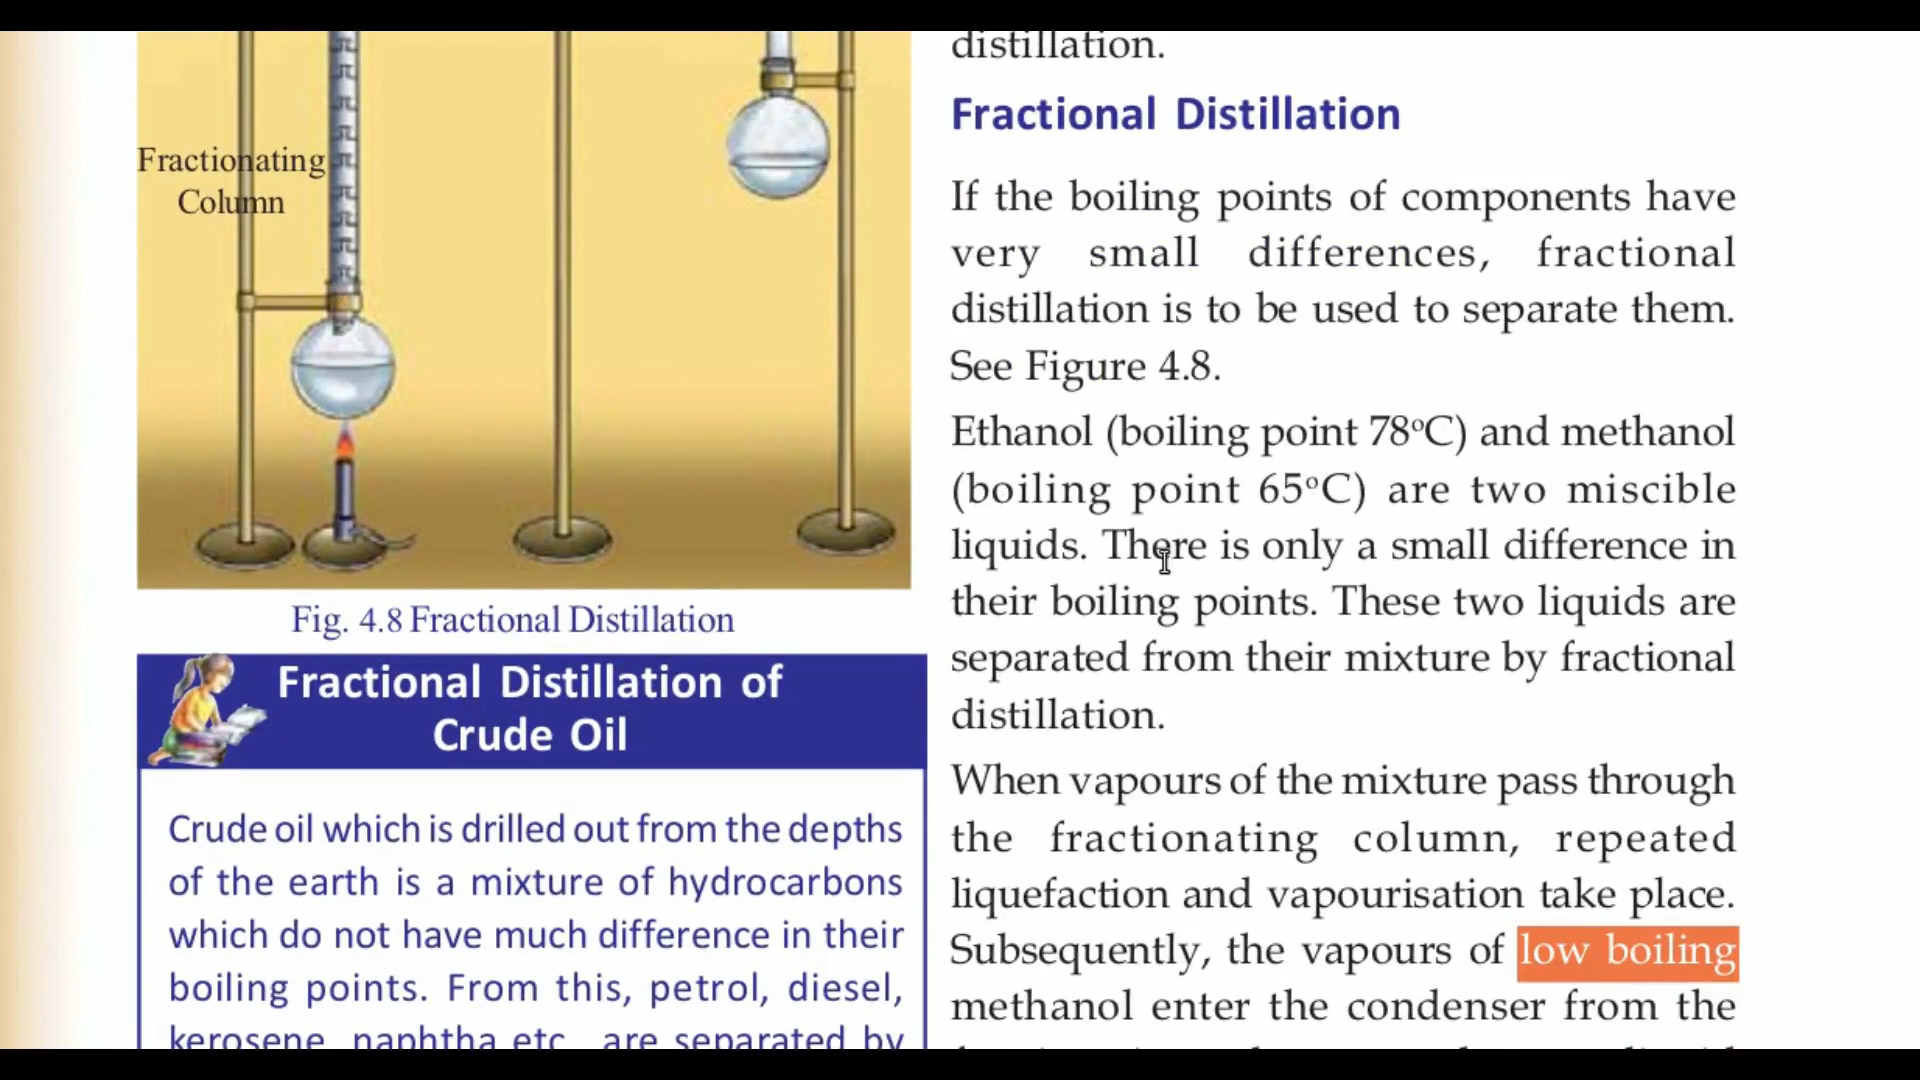 Fractionating
Column
Fig. 4.8 Fractional Distillation
Fractional Distillation of
Crude Oil
Crude oil which is drilled out from the depths
of the earth is a mixture of hydrocarbons
which do not have much difference in their
boiling points. From this, petrol, diesel,
kerosene, naphtha etc., are separated by
distillation.
Fractional Distillation
If the boiling points of components have
very small differences, fractional
distillation is to be used to separate them.
See Figure 4.8.
Ethanol (boiling point 78°C) and methanol
(boiling point 65°C) are two miscible
liquids. There is only a small difference in
their boiling points. These two liquids are
separated from their mixture by fractional
distillation.
When vapours of the mixture pass through
the fractionating column, repeated
liquefaction and vapourisation take place.
Subsequently, the vapours of low boiling
methanol enter the condenser from the